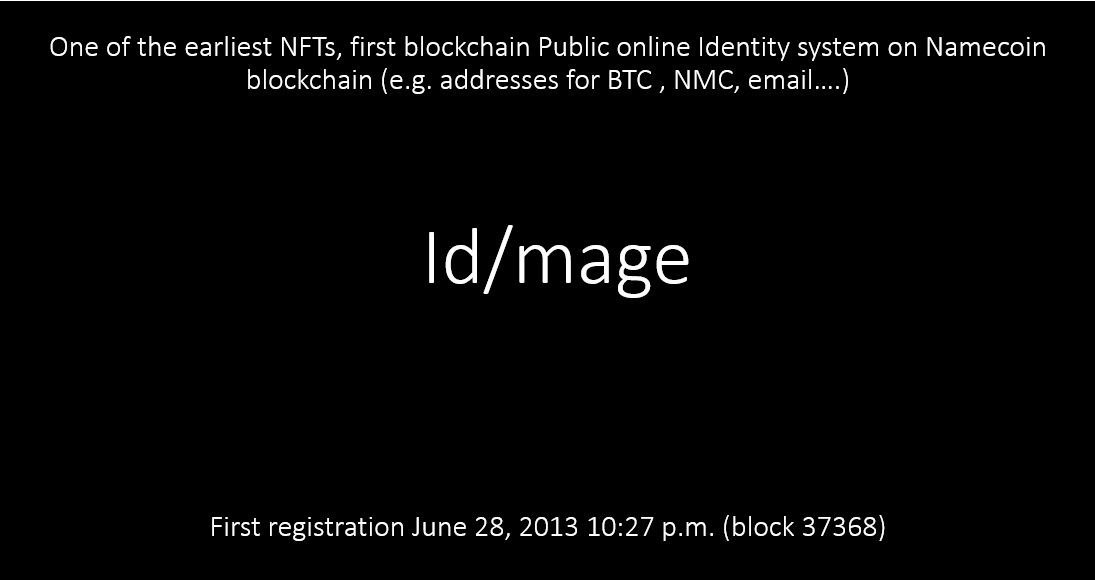 One of the earliest NFTs, first blockchain Public online Identity system on Namecoin
blockchain (e.g. addresses for BTC , NMC, email….)
Id/mage
First registration June 28, 2013 10:27 p.m. (block 37368)